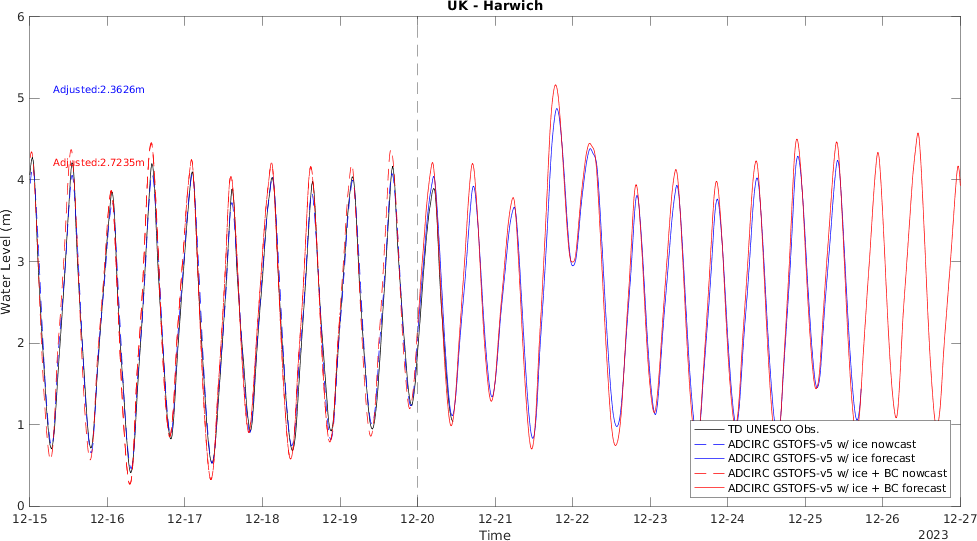 UK - Harwich
6
5
4
3
2
1
0
Water Level (m)
Adjusted:2.3626m
Adjusted:2.7235m
TD UNESCO Obs.
ADCIRC GSTOFS-v5 w/ ice nowcast
ADCIRC GSTOFS-v5 w/ ice forecast
ADCIRC GSTOFS-v5 w/ ice + BC nowcast
ADCIRC GSTOFS-v5 w/ ice + BC forecast
12-15 12-16 12-17 12-18 12-19 12-20 12-21 12-22 12-23 12-24 12-25 12-26 12-27
Time
2023